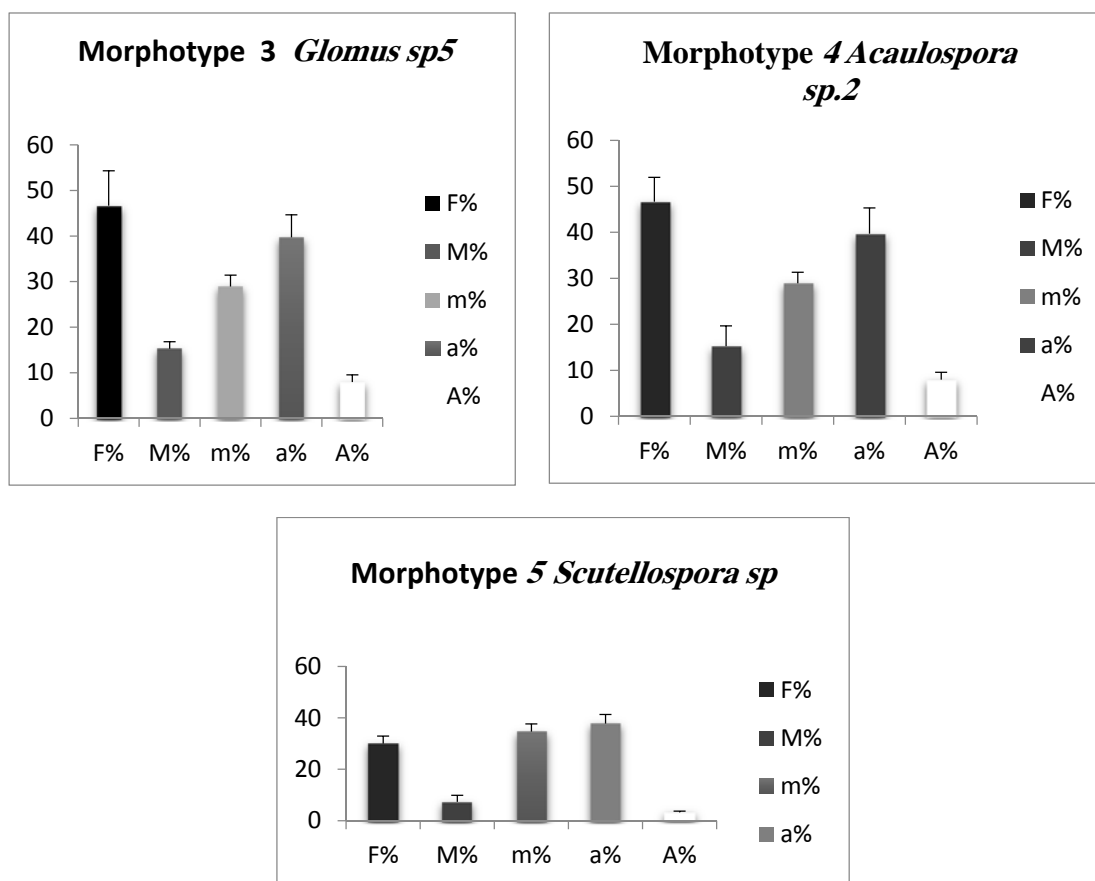 Morphotype 3 Glomus sp5
60
50
40
30
20
10
0
F% M% m% a% A%
F%
M%
m%
a%
A%
Morphotype 4 Acaulospora
sp.2
60
50
40
30
20
10
0
F% M% m% a% A%
F%
M%
m%
a%
A%
Morphotype 5 Scutellospora sp
60
40
20
0
F% M% m% a% A%
F%
M%
m%
a%